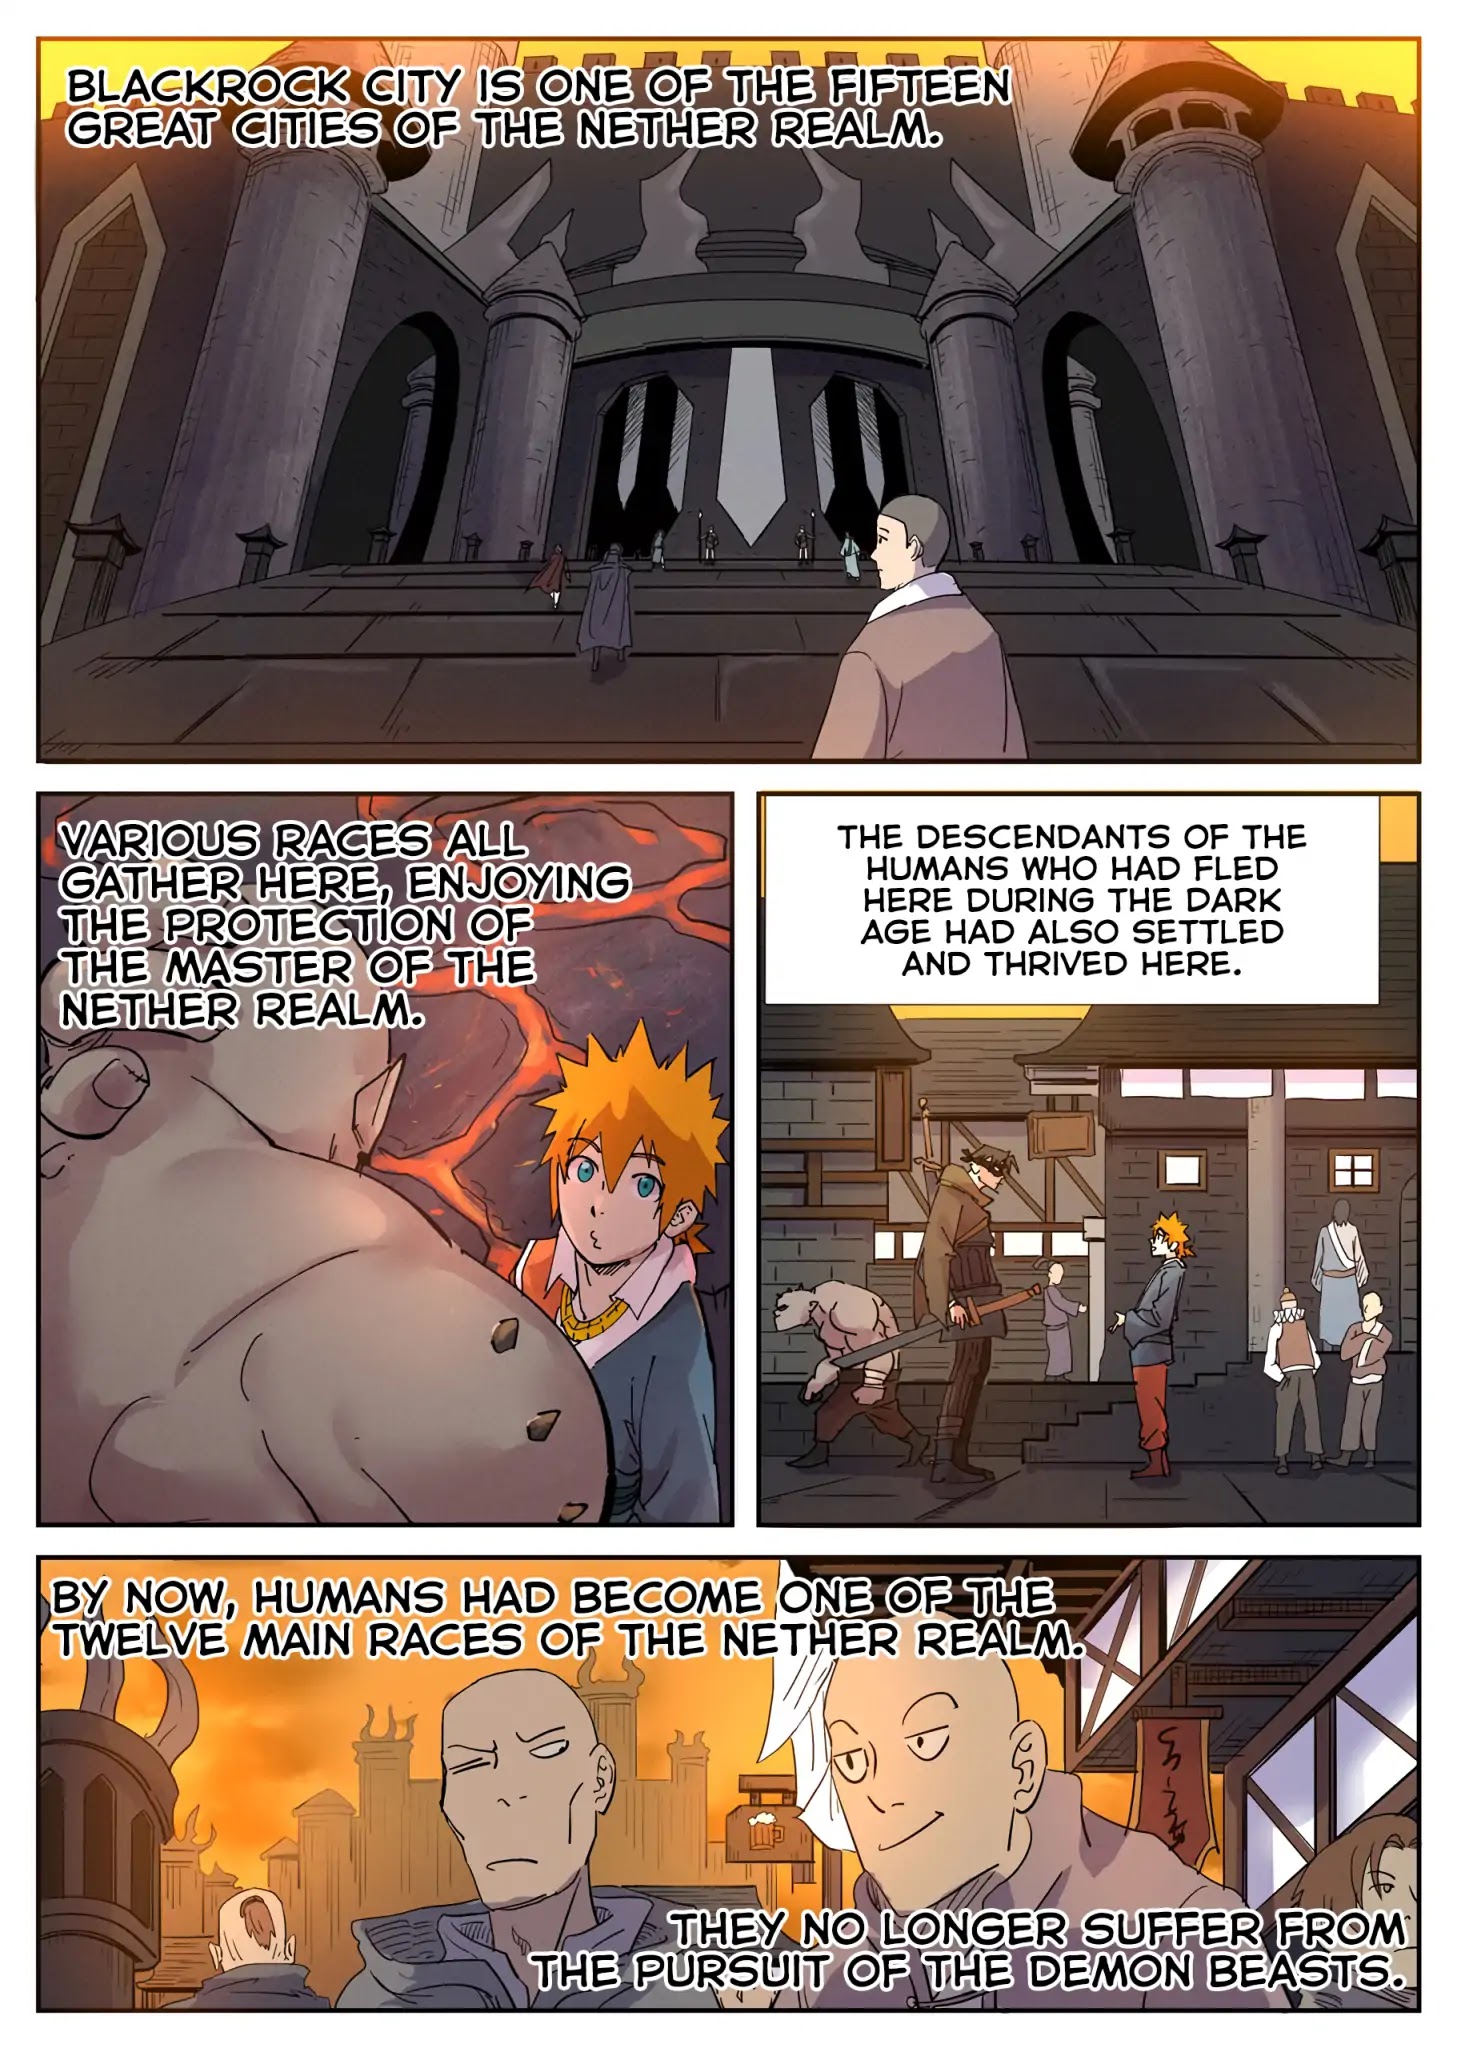 BLACKROCK CITY IS ONE OF THE FIFTEEN
GREAT CITIES OF THE NETHER REALM.
VARIOUS RACES ALL
GATHER HERE, ENJOYING
THE PROTECTION OF
THE MASTER OF THE
NETHER REALM.
THE DESCENDANTS OF THE
HUMANS WHO HAD FLED
HERE DURING THE DARK
AGE HAD ALSO SETTLED
AND THRIVED HERE.
BY NOW, HUMANS HAD BECOME ONE OF THE
TWELVE MAIN RACES OF THE NETHER REALM.
THEY NO LONGER SUFFER FROM
THE PURSUIT OF THE DEMON BEASTS.